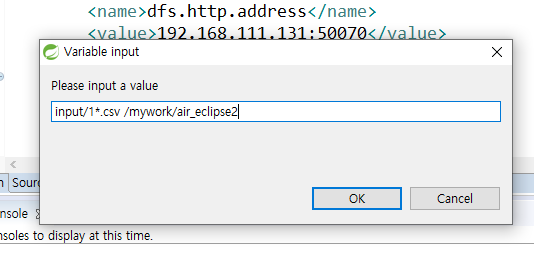 <name>dfs.http.address</name>
<value>192.168.111.131:50070</value>
Variable input
Please input a value
input/1*.csv /mywork/air_eclipse2
OK
Cancel
Sour
nsole
nsoles to display at this time.